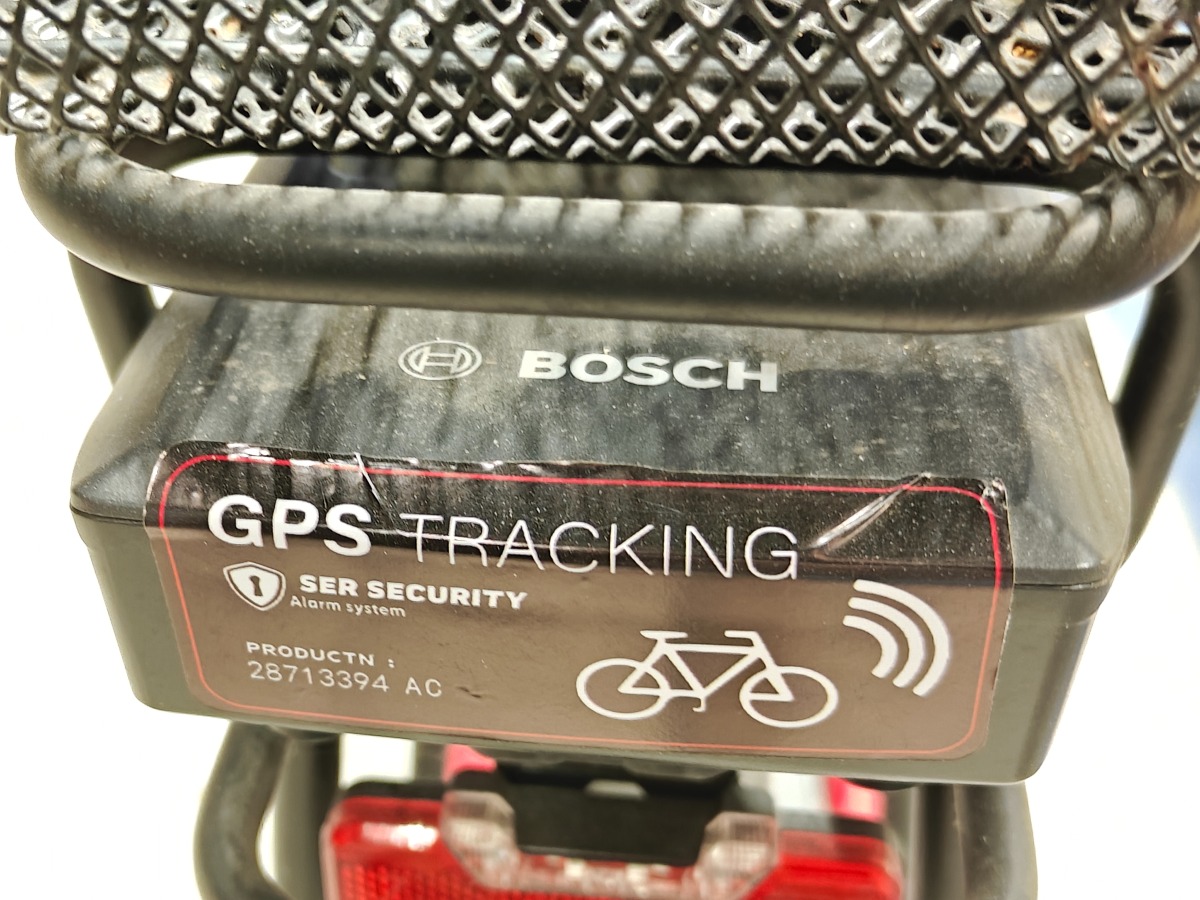 BOSCH
GPS TRACKING
SER SECURITY
Alarm system
PRODUCTN :
28713394 AC